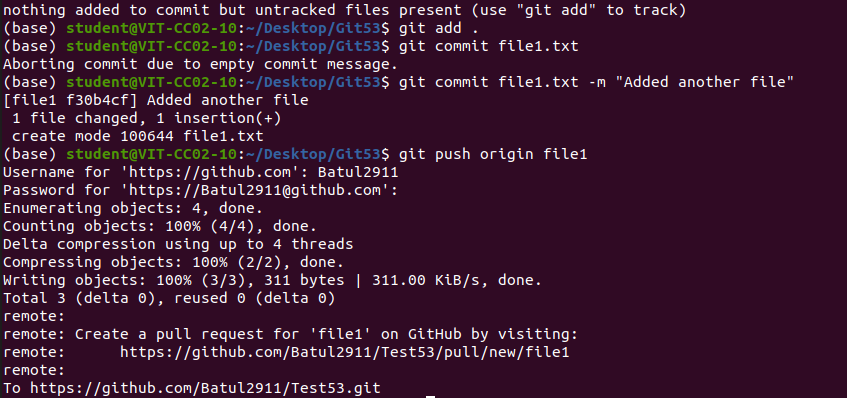 nothing added to commit but untracked files present (use "git add" to track)
(base) student@VIT-CC02-10:~/Desktop/Git53$ git add .
(base) student@VIT-CC02-10:~/Desktop/Git53$ git commit file1.txt
Aborting commit due to empty commit message.
(base) student@VIT-CC02-10:~/Desktop/Git53$ git commit file1.txt -m "Added another file"
[file1 f30b4cf] Added another file
 1 file changed, 1 insertion(+)
 create mode 100644 file1.txt
(base) student@VIT-CC02-10:~/Desktop/Git53$ git push origin file1
Username for 'https://github.com': Batul2911
Password for 'https://Batul2911@github.com':
Enumerating objects: 4, done.
Counting objects: 100% (4/4), done.
Delta compression using up to 4 threads
Compressing objects: 100% (2/2), done.
Writing objects: 100% (3/3), 311 bytes | 311.00 KiB/s, done.
Total 3 (delta 0), reused 0 (delta 0)
remote:
remote: Create a pull request for 'file1' on GitHub by visiting:
remote:      https://github.com/Batul2911/Test53/pull/new/file1
remote:
To https://github.com/Batul2911/Test53.git